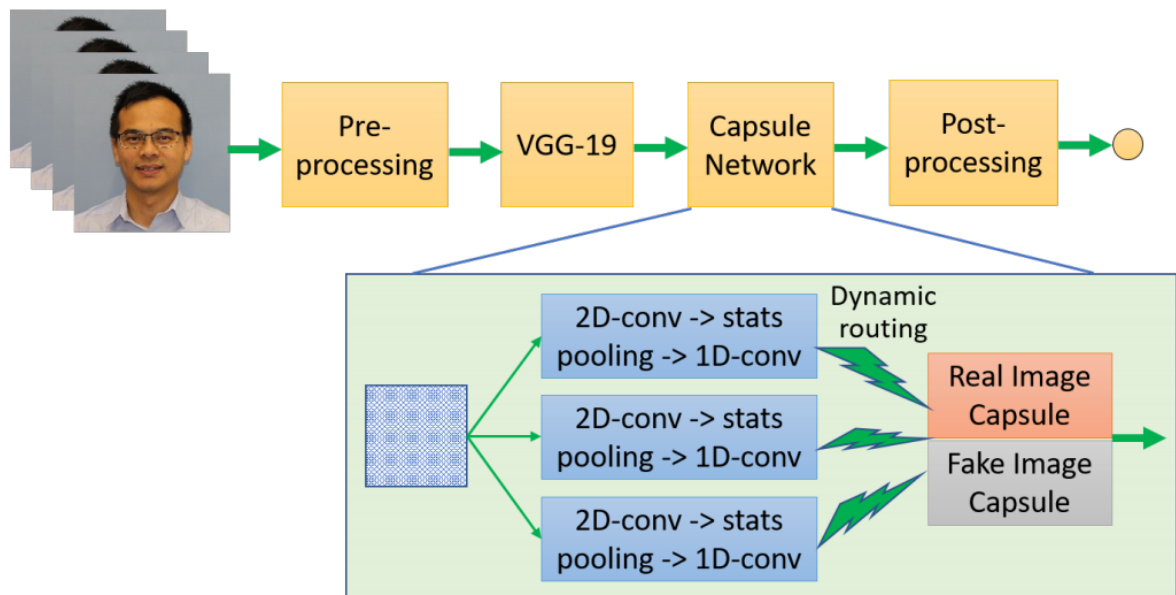 Pre-
processing
VGG-19
Capsule
Network
Post-
processing
Dynamic
routing
2D-conv -> stats
pooling -> 1D-conv
2D-conv -> stats
pooling -> 1D-conv
2D-conv -> stats
pooling -> 1D-conv
Real Image
Capsule
Fake Image
Capsule